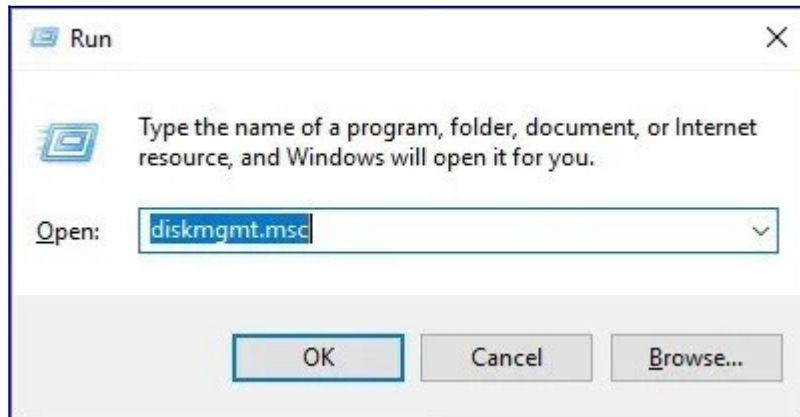 Run
Type the name of a program, folder, document, or Internet
resource, and Windows will open it for you.
Open: diskmgmt.msc
OK Cancel Browse...